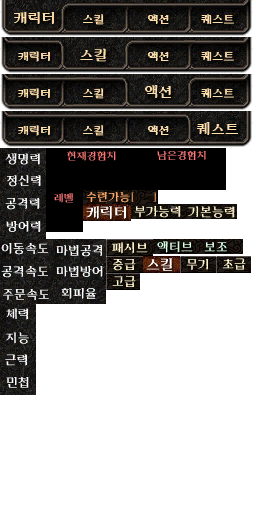 캐릭터 스킬 액션 퀘스트
캐릭터 스킬 액션 퀘스트
캐릭터 스킬 액션 퀘스트
캐릭터 스킬 액션 퀘스트
생명력 현재경험치 남은경험치
정신력
공격력 레벨 수련가능[ ]
캐릭터 부가능력 기본능력
방어력
이동속도 마법공격 패시브 액티브 보조
공격속도 마법방어 중급 스킬 무기 초급
고급
주문속도 회피율
체력
지능
근력
민첩